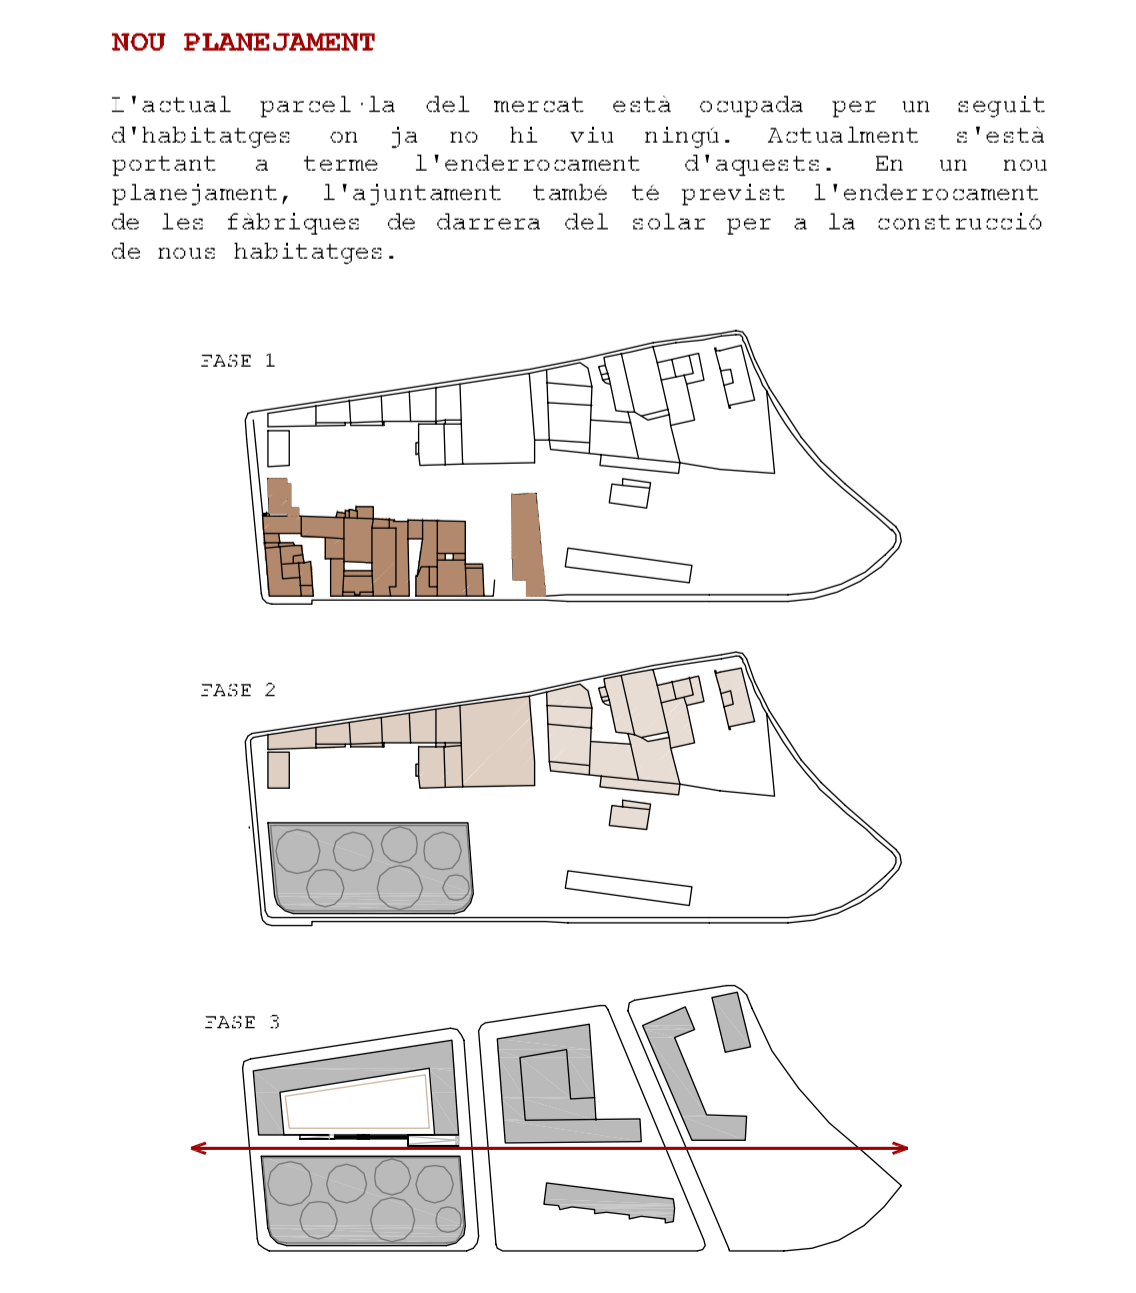 NOU PLANEJAMENT
L'actual parcel·la del mercat està ocupada per un seguit
d'habitatges on ja no hi viu ningú. Actualment s'està
portant a terme l'enderrocament d'aquests. En un nou
planejament, l'ajuntament també té previst l'enderrocament
de les fàbriques de darrera del solar per a la construcció
de nous habitatges.
FASE 1
FASE 2
FASE 3